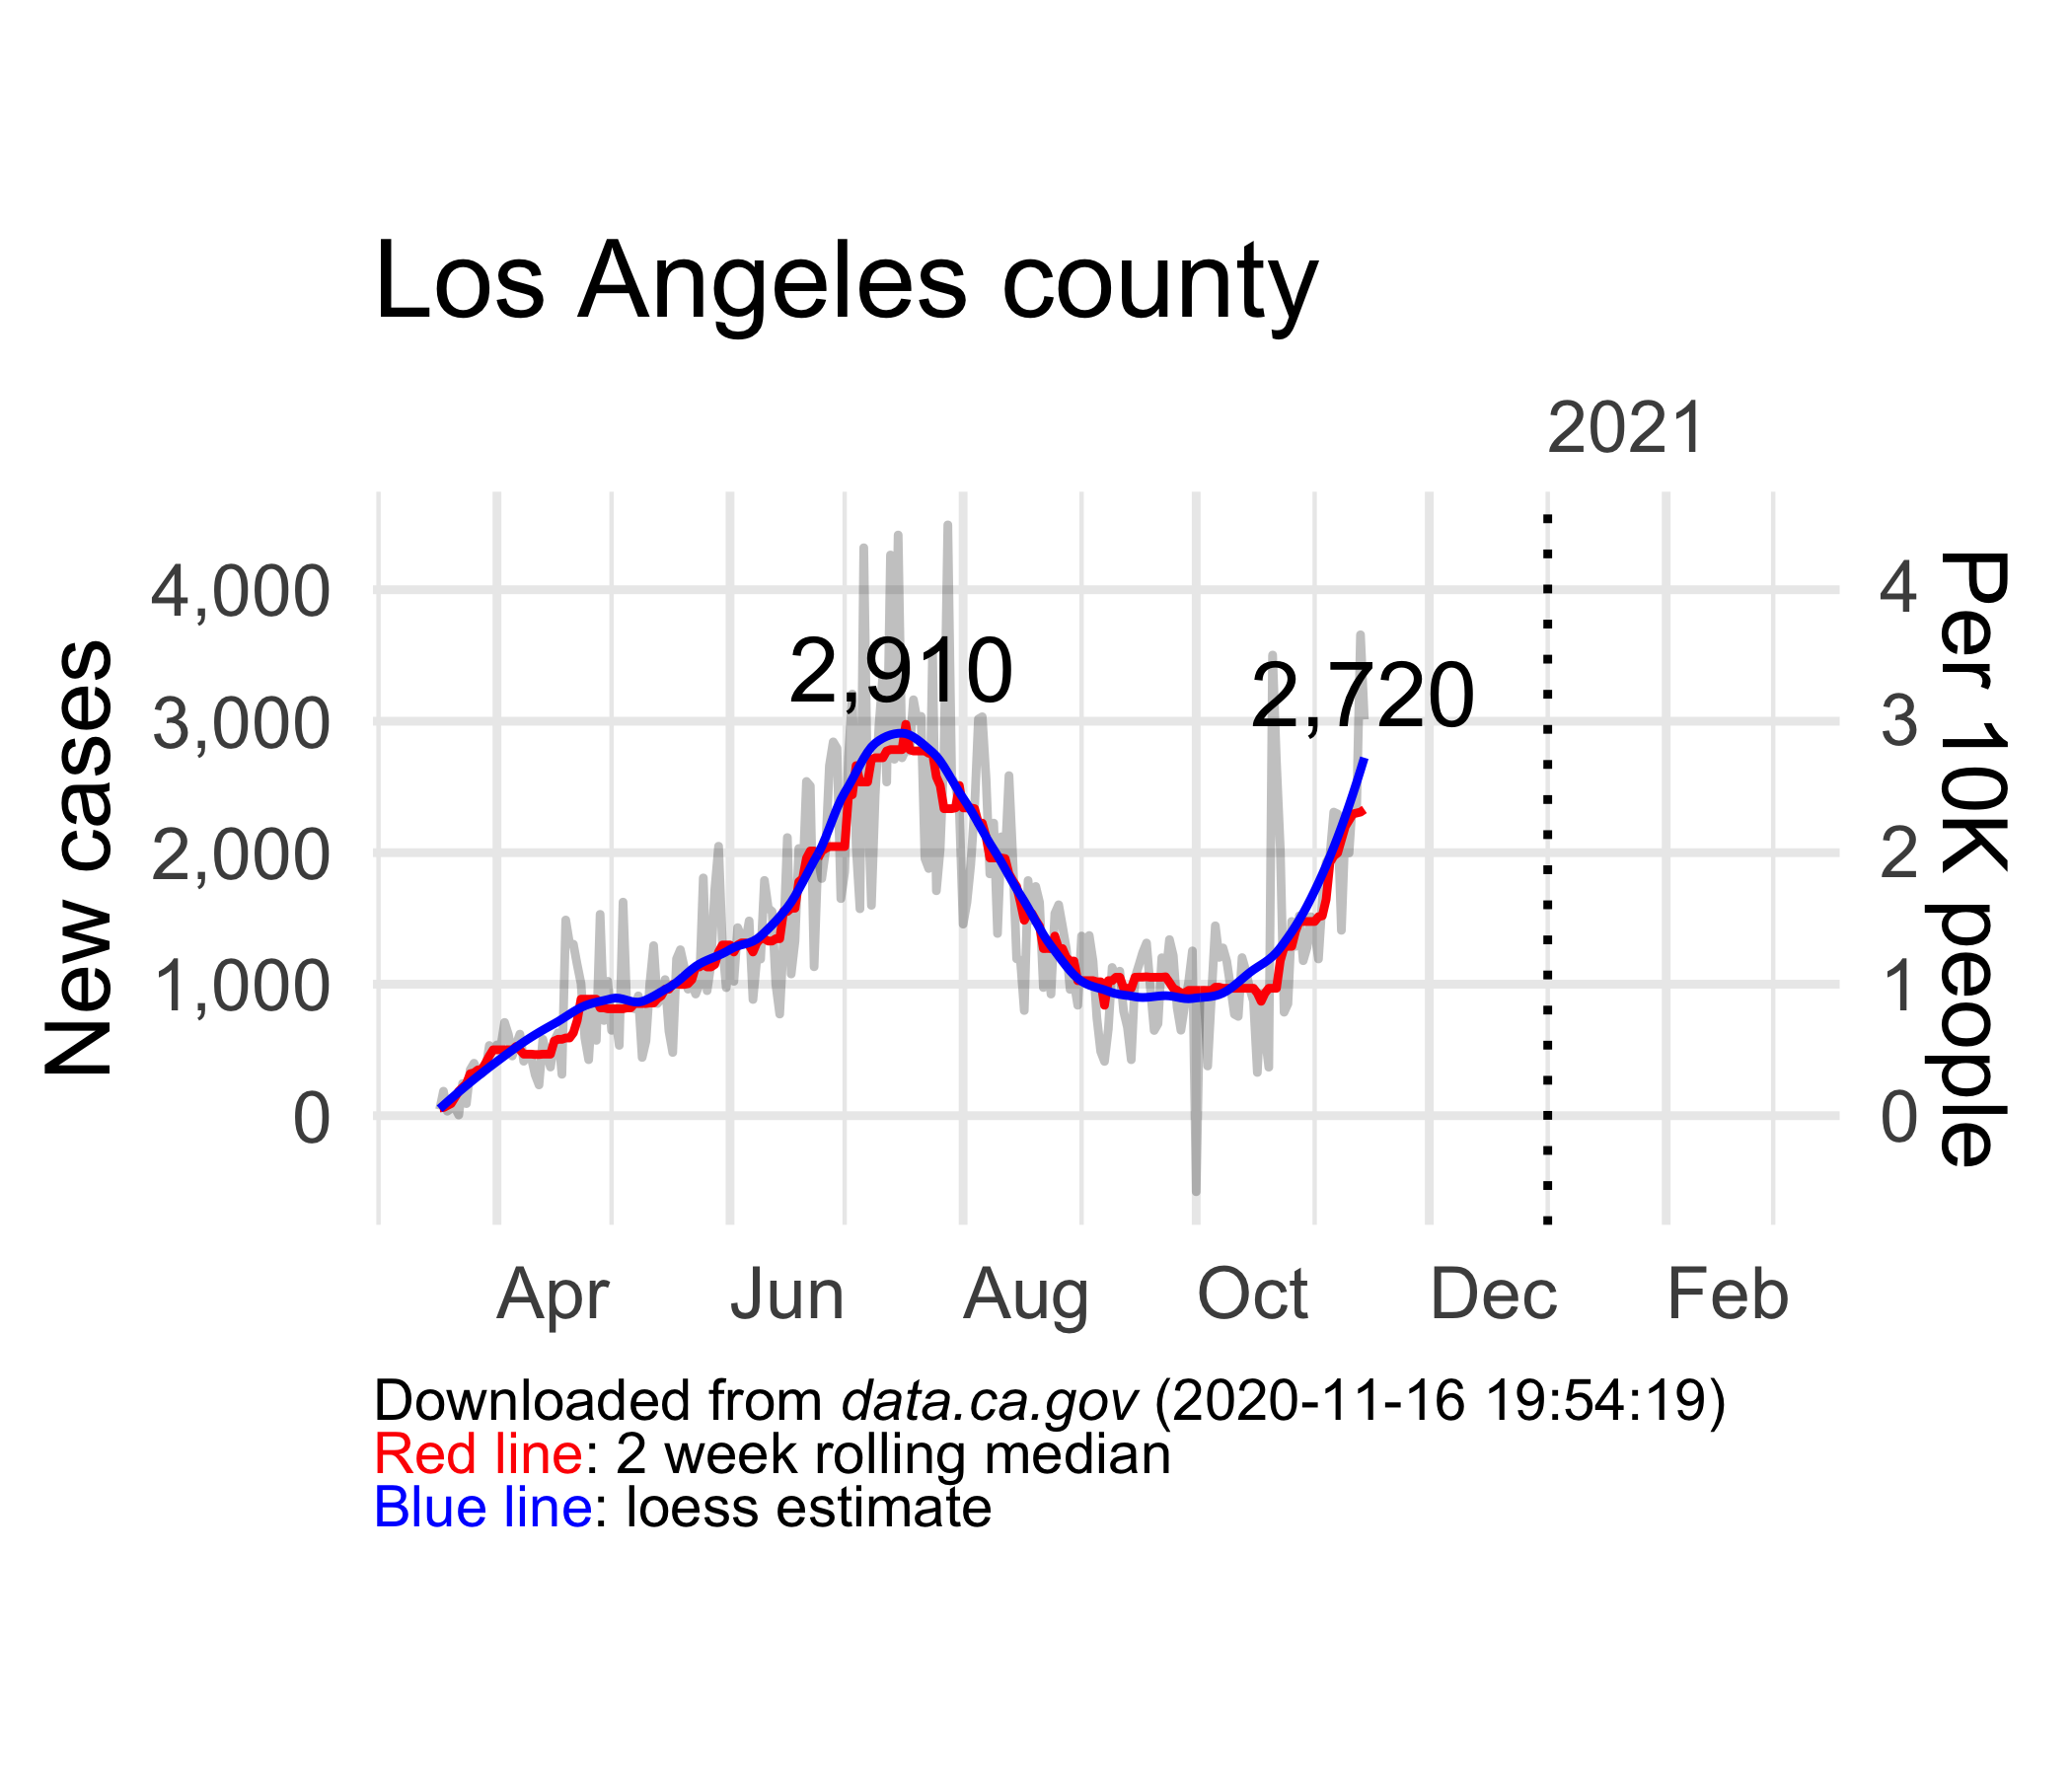 Los Angeles county
2021
4,000
3,000
2,000
1,000
0
New cases
2,910
2,720
4
3
2
1
0
Per 10K people
Apr Jun Aug Oct Dec Feb
Downloaded from data.ca.gov (2020-11-16 19:54:19)
Red line: 2 week rolling median
Blue line: loess estimate